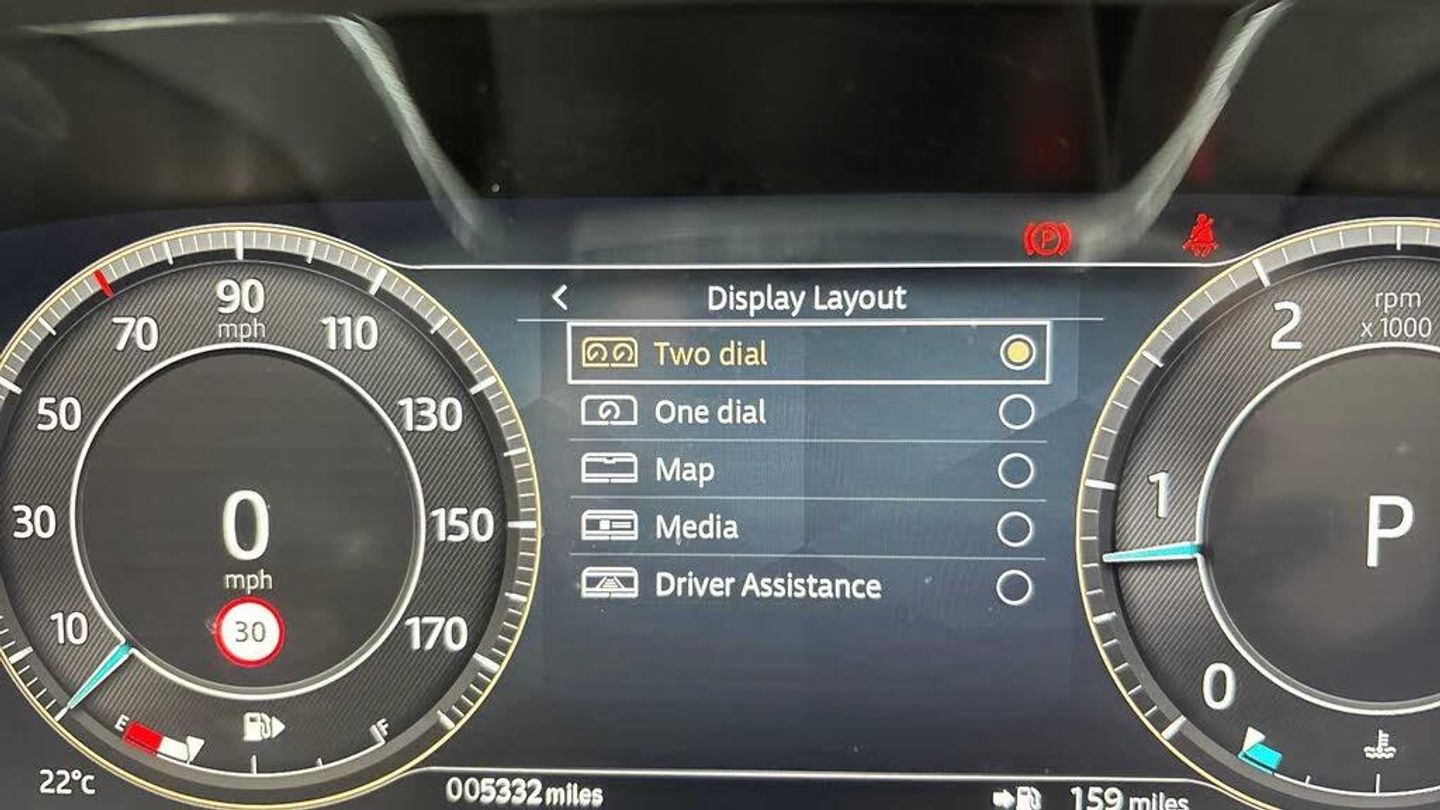 Display Layout
Two dial
One dial
Map
Media
Driver Assistance
10
30
50
70
90
mph
110
130
150
170
0
mph
30
E
F
22°C
005332 miles
159 miles
P
rpm
x 1000
2
1
0
P